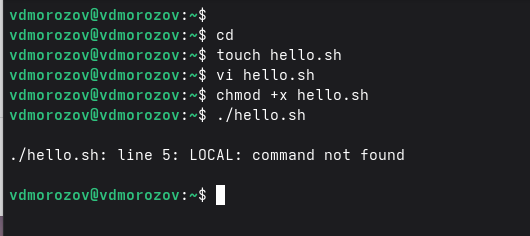 vdmorozov@vdmorozov:~$
vdmorozov@vdmorozov:~$ cd
vdmorozov@vdmorozov:~$ touch hello.sh
vdmorozov@vdmorozov:~$ vi hello.sh
vdmorozov@vdmorozov:~$ chmod +x hello.sh
vdmorozov@vdmorozov:~$ ./hello.sh
./hello.sh: line 5: LOCAL: command not found
vdmorozov@vdmorozov:~$